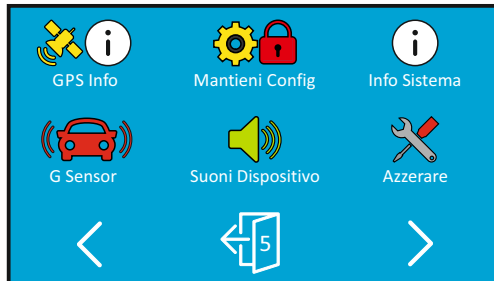 GPS Info
Mantieni Config
Info Sistema
G Sensor
Suoni Dispositivo
Azzerare
5